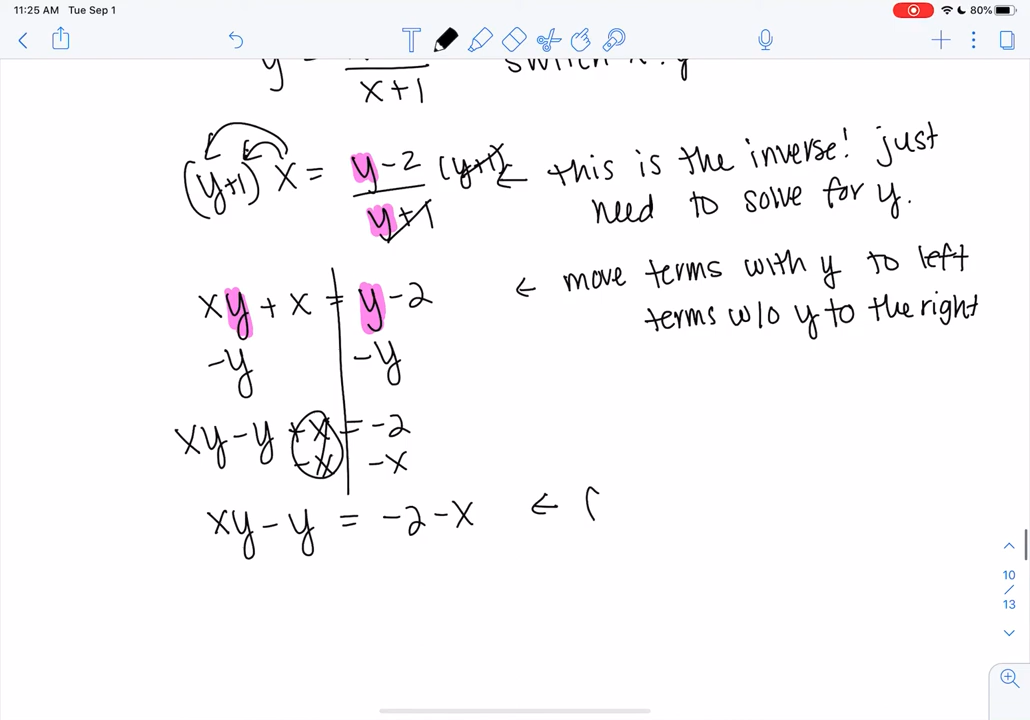 11:25 AM Tue Sep 1
80%
y = x+1
(y+1) x = y-2 (y+1) ← this is the inverse! just
y+1
need to solve for y.
xy + x = y-2 ← move terms with y to left
terms w/o y to the right
-y -y
xy-y +x = -2
-x -x
xy-y = -2-x ←
10
/
13